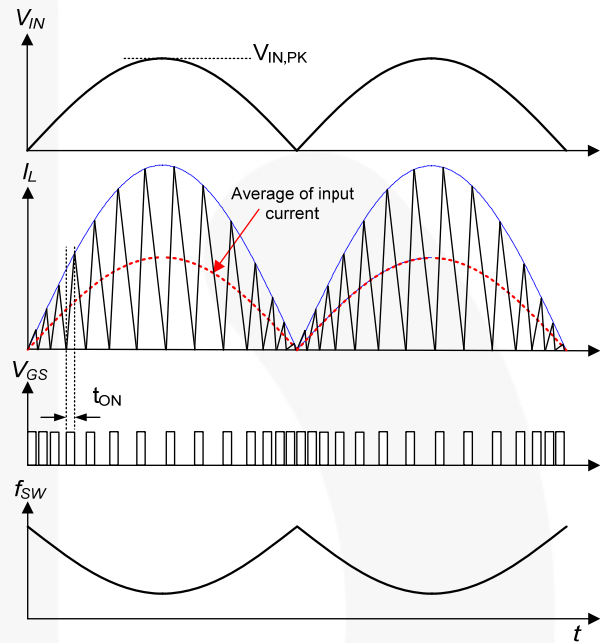 V_IN
V_IN,PK
I_L
Average of input
current
V_GS
t_ON
f_SW
t